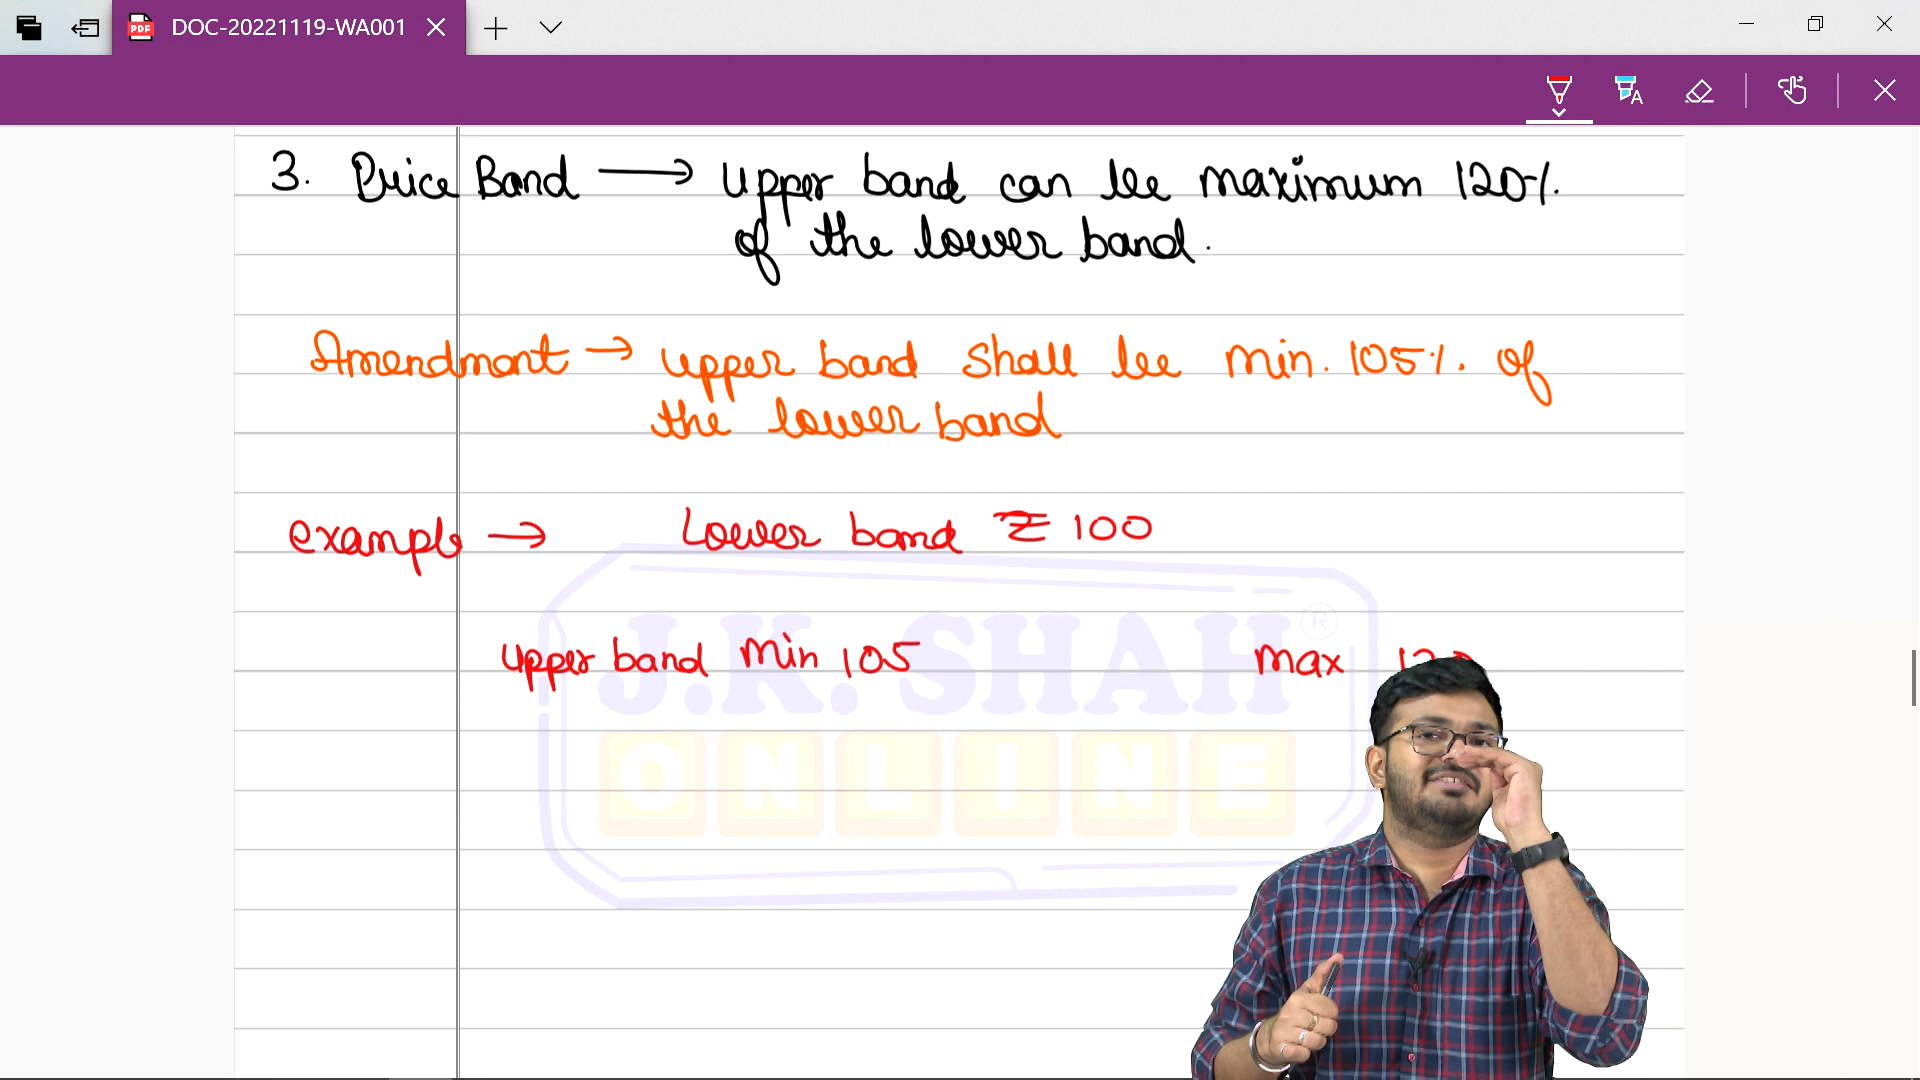 DOC-20221119-WA001
3. Price Band → Upper band can be maximum 120%
of the lower band.
Amendment → upper band shall be min. 105% of
the lower band
example → Lower band ₹ 100
upper band Min 105 Max
J.K. SHAH ®
ONLINE